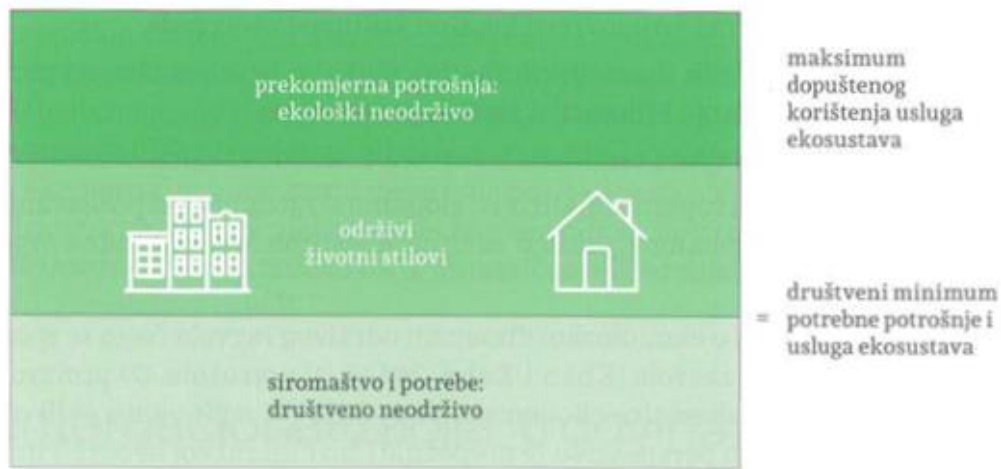 prekomjerna potrošnja:
ekološki neodrživo
maksimum
dopuštenog
korištenja usluga
ekosustava
održivi
životni stilovi
= društveni minimum
potrebne potrošnje i
usluga ekosustava
siromaštvo i potrebe:
društveno neodrživo